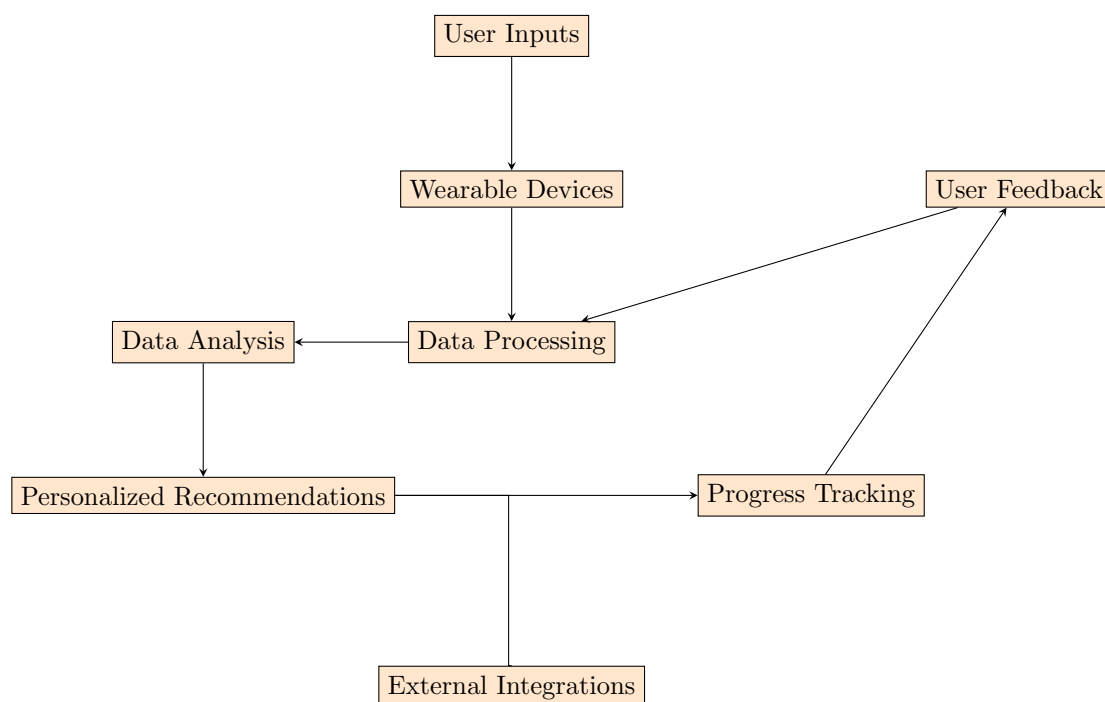 User Inputs
Wearable Devices
User Feedback
Data Analysis
Data Processing
Personalized Recommendations
Progress Tracking
External Integrations